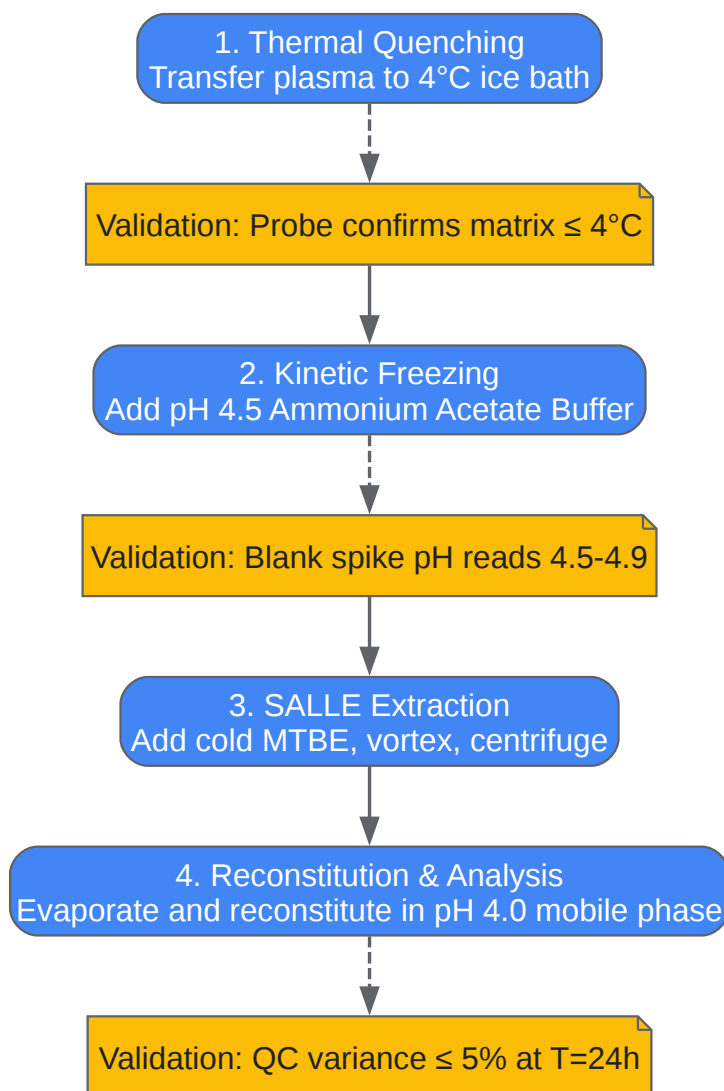 1. Thermal Quenching
Transfer plasma to 4°C ice bath
Validation: Probe confirms matrix ≤ 4°C
2. Kinetic Freezing
Add pH 4.5 Ammonium Acetate Buffer
Validation: Blank spike pH reads 4.5-4.9
3. SALLE Extraction
Add cold MTBE, vortex, centrifuge
4. Reconstitution & Analysis
Evaporate and reconstitute in pH 4.0 mobile phase
Validation: QC variance ≤ 5% at T=24h